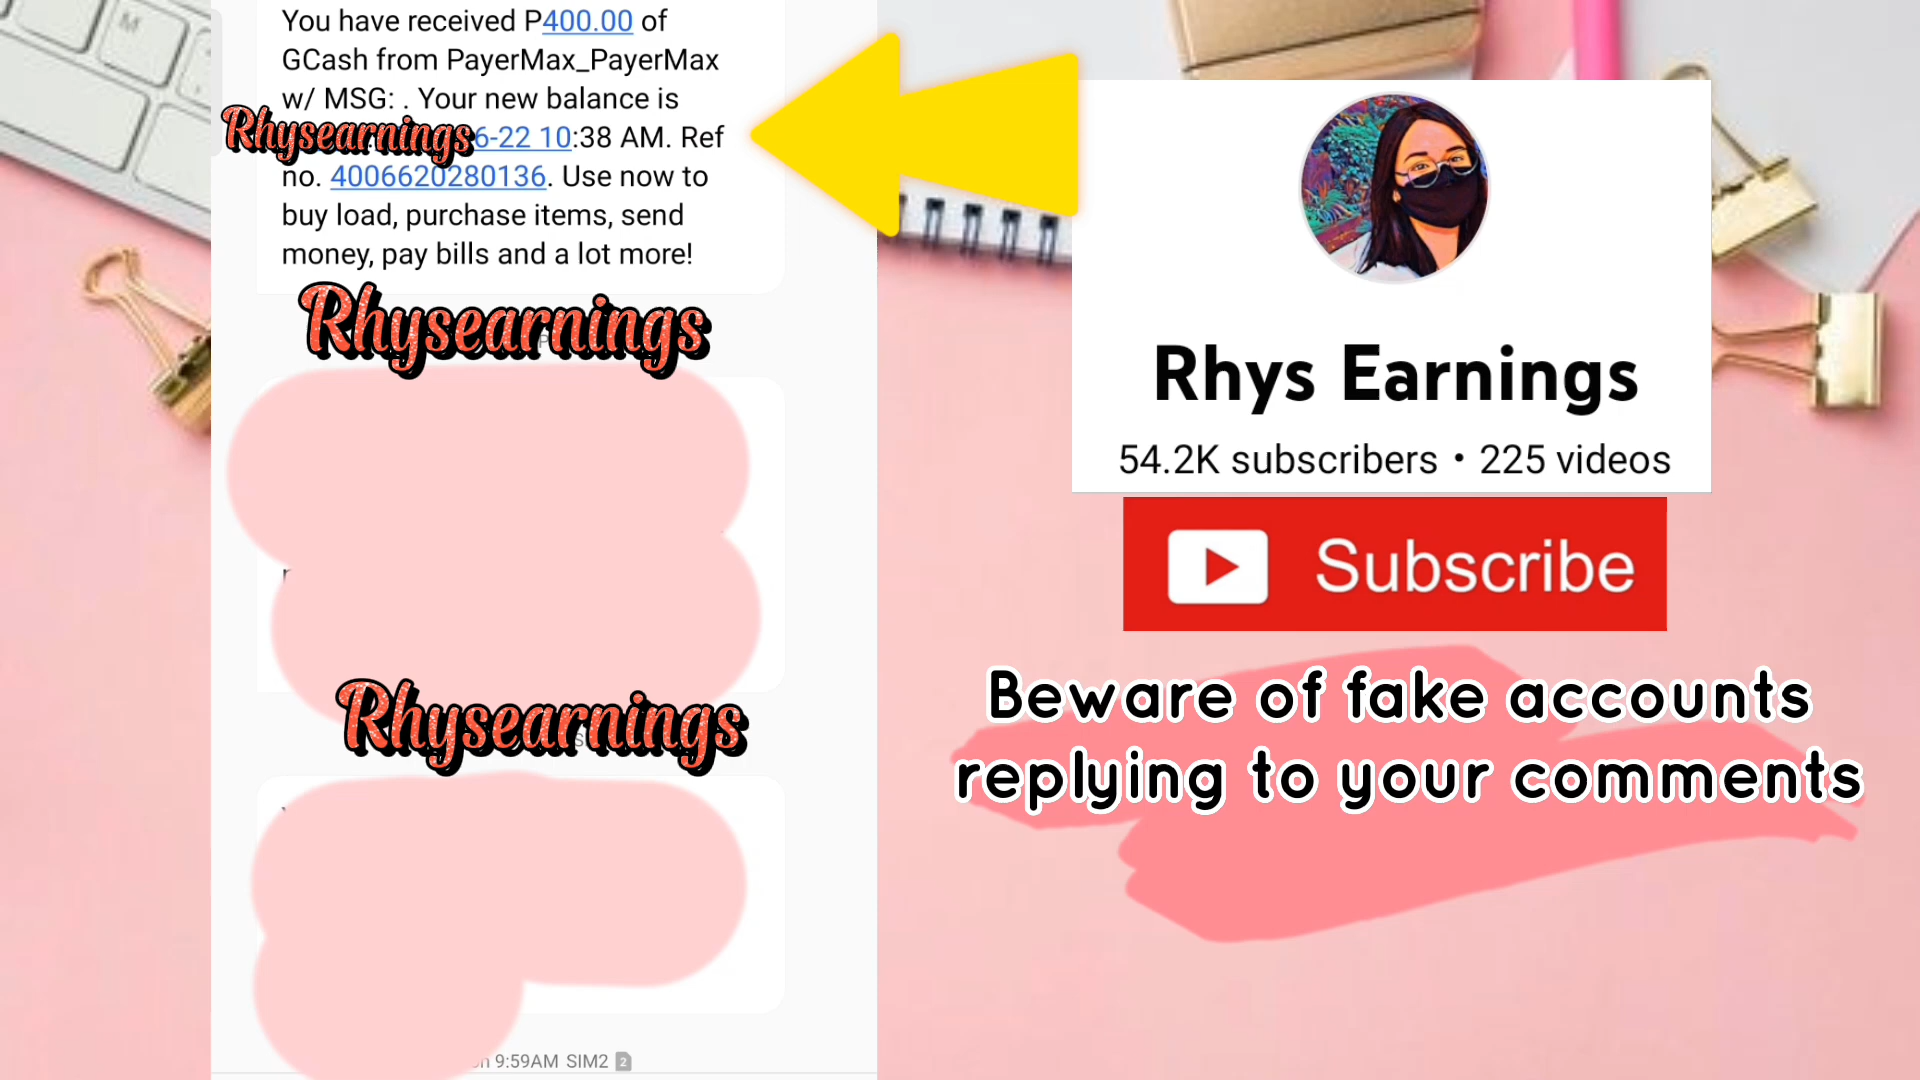 You have received P400.00 of
GCash from PayerMax_PayerMax
w/ MSG: . Your new balance is
Rhysearnings 6-22 10:38 AM. Ref
no. 4006620280136. Use now to
buy load, purchase items, send
money, pay bills and a lot more!
Rhysearnings
Rhysearnings
9:59AM SIM2 2
Rhys Earnings
54.2K subscribers • 225 videos
Subscribe
Beware of fake accounts
replying to your comments
M